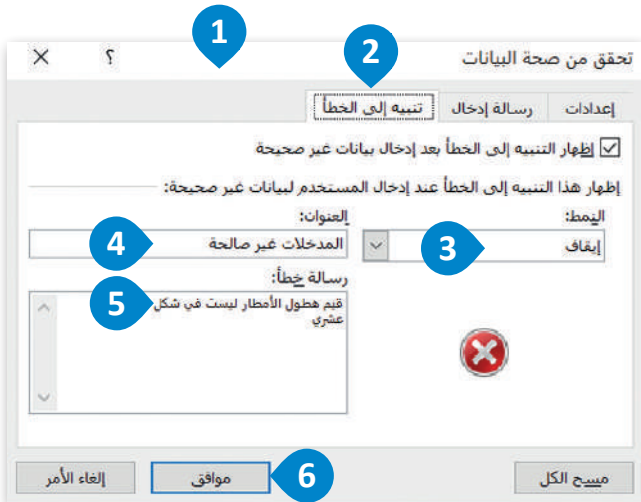 1
2
تحقق من صحة البيانات ؟ ×
إعدادات رسالة إدخال تنبيه إلى الخطأ
إظهار التنبيه إلى الخطأ بعد إدخال بيانات غير صحيحة
إظهار هذا التنبيه إلى الخطأ عند إدخال المستخدم لبيانات غير صحيحة:
النمط: العنوان:
إيقاف 3 المدخلات غير صالحة 4
رسالة خطأ:
قيم هطول الأمطار ليست في شكل 5
عشري
مسح الكل 6 موافق إلغاء الأمر